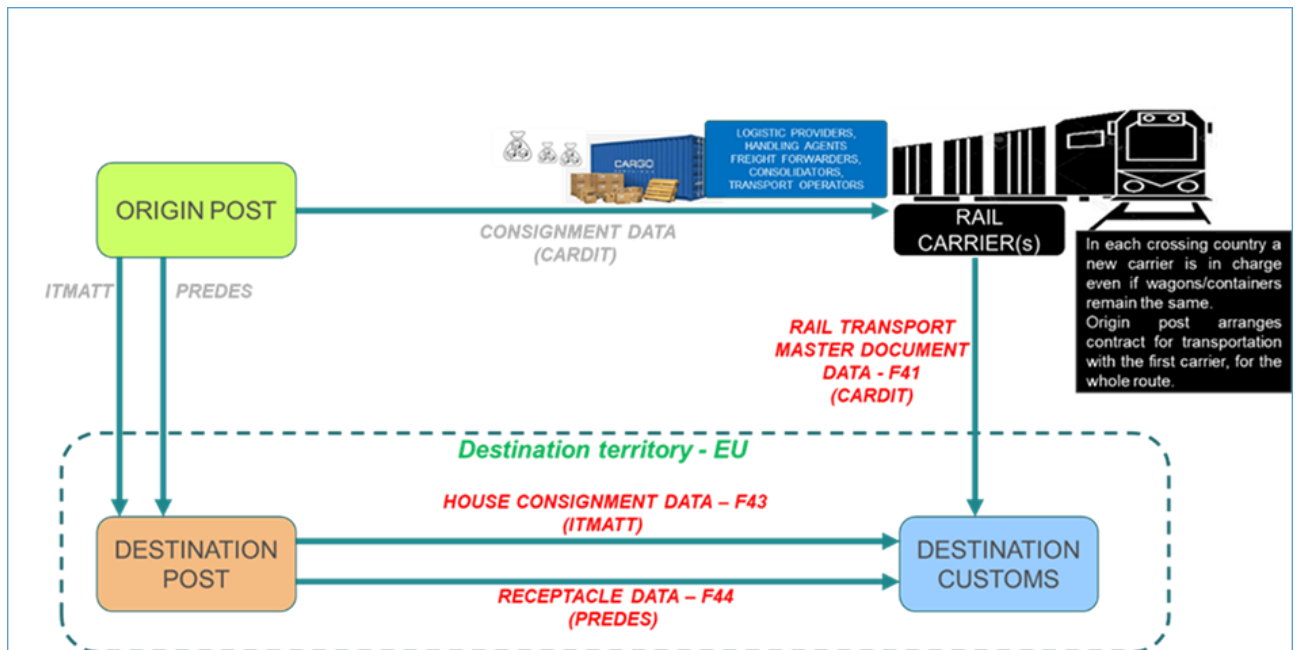 LOGISTIC PROVIDERS,
HANDLING AGENTS
FREIGHT FORWARDERS,
CONSOLIDATORS,
TRANSPORT OPERATORS
CARGO
ORIGIN POST
CONSIGNMENT DATA
(CARDIT)
RAIL
CARRIER(s)
In each crossing country a
new carrier is in charge
even if wagons/containers
remain the same.
Origin post arranges
contract for transportation
with the first carrier, for the
whole route.
ITMATT
PREDES
RAIL TRANSPORT
MASTER DOCUMENT
DATA - F41
(CARDIT)
Destination territory - EU
HOUSE CONSIGNMENT DATA – F43
(ITMATT)
DESTINATION
POST
DESTINATION
CUSTOMS
RECEPTACLE DATA – F44
(PREDES)